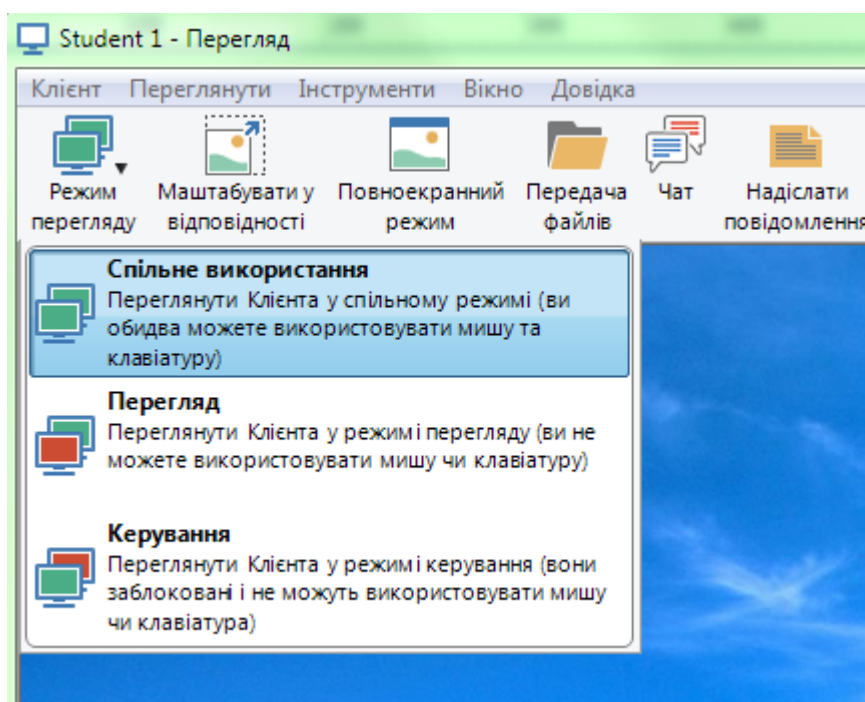 Student 1 - Перегляд
Клієнт Переглянути Інструменти Вікно Довідка
Режим перегляду
Маштабувати у відповідності
Повноекранний режим
Передача файлів
Чат
Надіслати повідомлення
Спільне використання
Переглянути Клієнта у спільному режимі (ви
обидва можете використовувати мишу та
клавіатуру)
Перегляд
Переглянути Клієнта у режимі перегляду (ви не
можете використовувати мишу чи клавіатуру)
Керування
Переглянути Клієнта у режимі керування (вони
заблоковані і не можуть використовувати мишу
чи клавіатура)